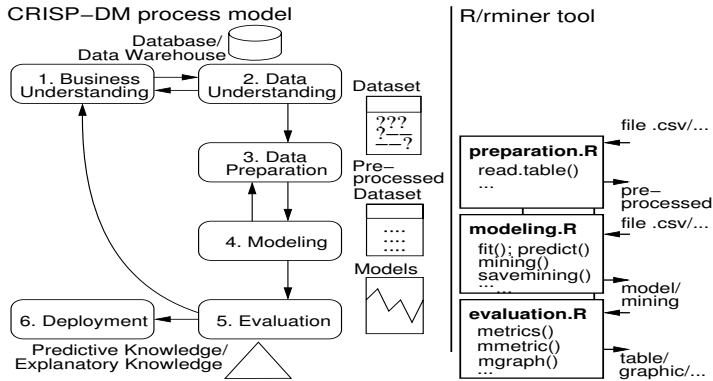 CRISP−DM process model
R/rminer tool
Database/
Data Warehouse
1. Business
Understanding
2. Data
Understanding
Dataset
???
?−−
−−?
3. Data
Preparation
Pre−
processed
Dataset
....
....
....
4. Modeling
Models
6. Deployment
5. Evaluation
Predictive Knowledge/
Explanatory Knowledge
file .csv/...
preparation.R
read.table()
...
pre−
processed
file .csv/...
modeling.R
fit(); predict()
mining()
savemining()
...
...
model/
mining
evaluation.R
metrics()
mmetric()
mgraph()
...
table/
graphic/...